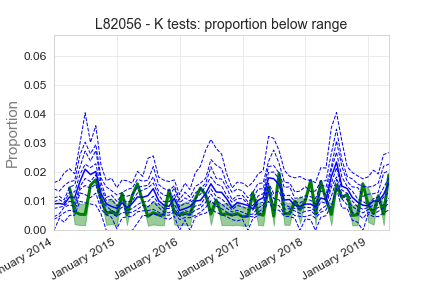 L82056 - K tests: proportion below range
Proportion
0.06
0.05
0.04
0.03
0.02
0.01
0.00
nuary 2014
January 2015
January 2016
January 2017
January 2018
January 2019